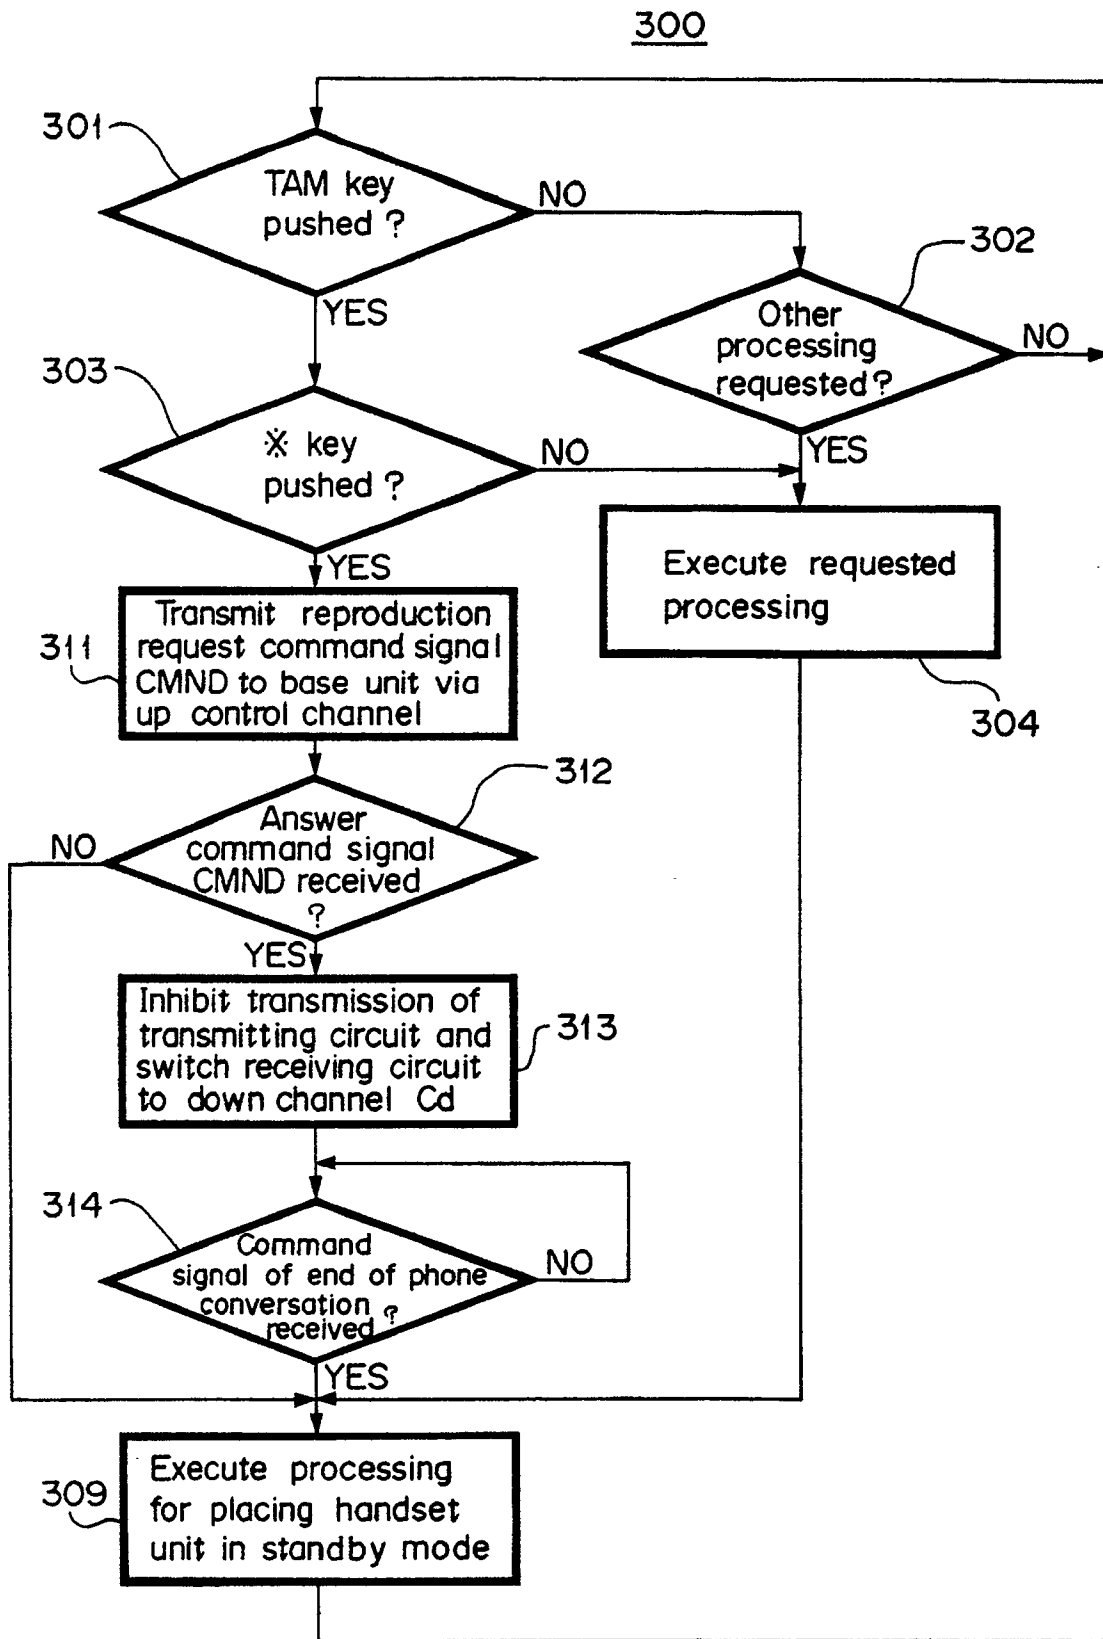 300
301
TAM key
pushed ?
NO
YES
302
Other
processing
requested ?
NO
YES
303
※ key
pushed ?
NO
YES
Execute requested
processing
304
311
Transmit reproduction
request command signal
CMND to base unit via
up control channel
312
Answer
command signal
CMND received
?
NO
YES
313
Inhibit transmission of
transmitting circuit and
switch receiving circuit
to down channel Cd
314
Command
signal of end of phone
conversation
received ?
NO
YES
309
Execute processing
for placing handset
unit in standby mode